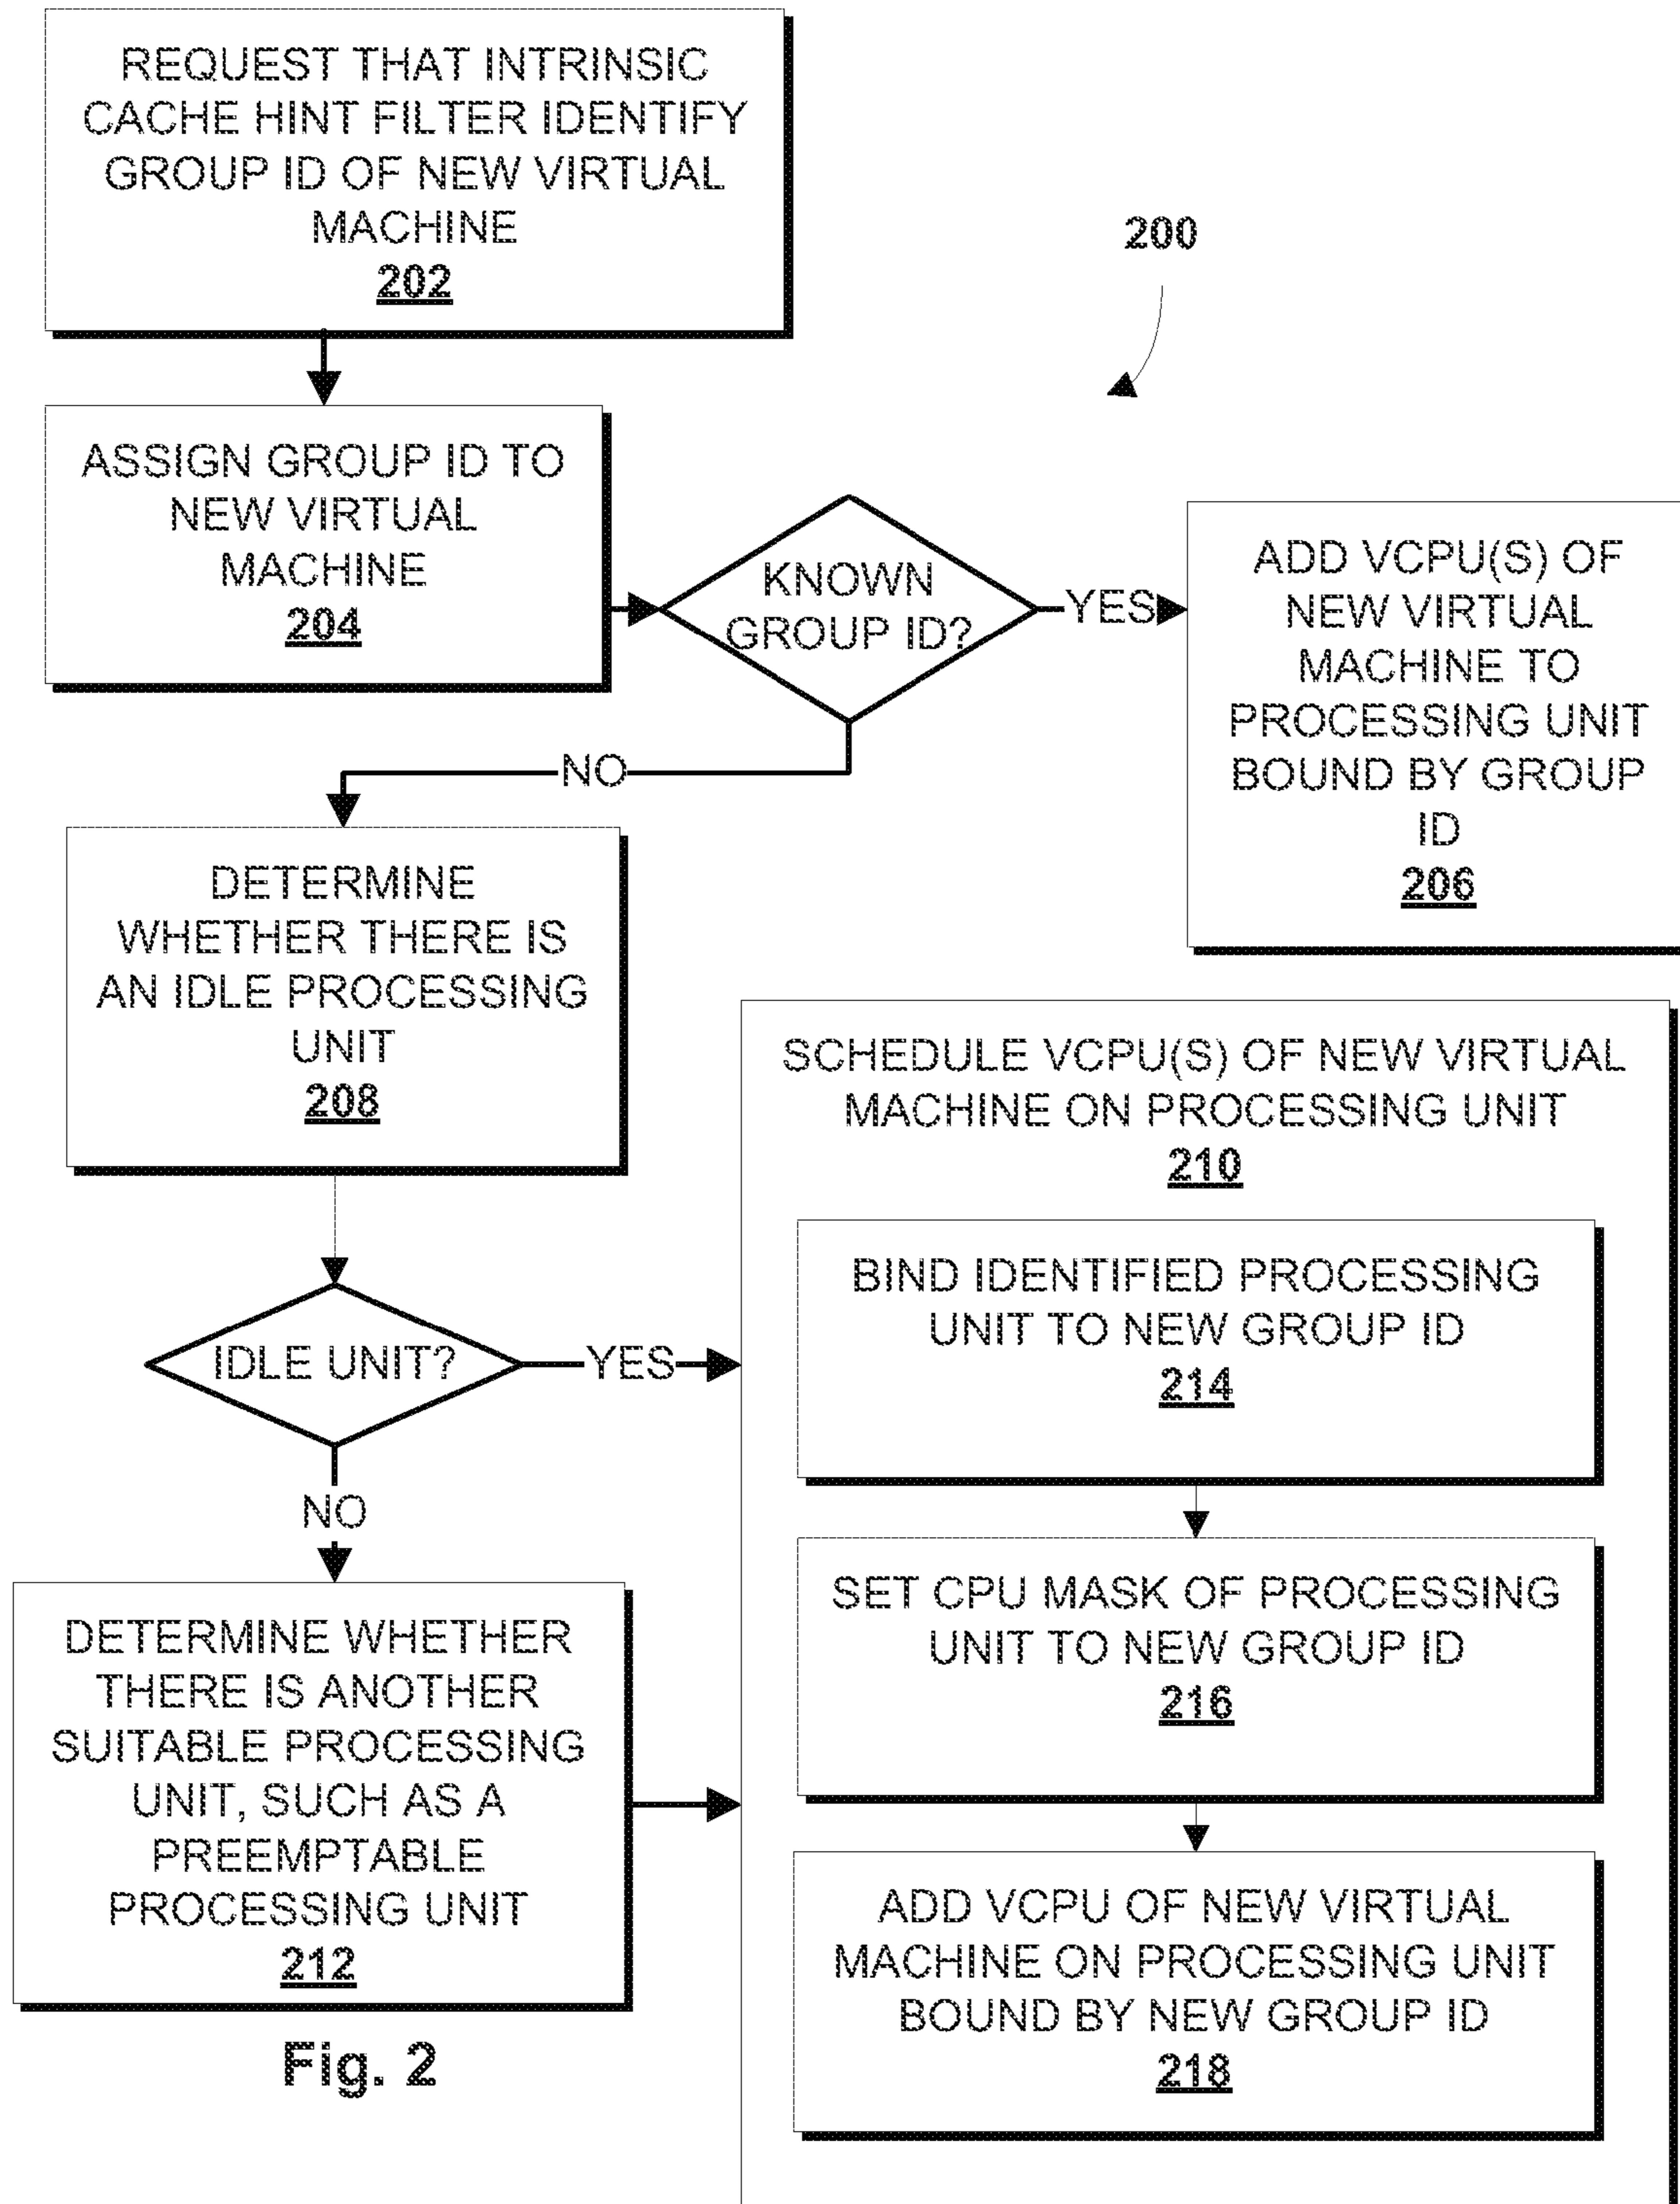 REQUEST THAT INTRINSIC
CACHE HINT FILTER IDENTIFY
GROUP ID OF NEW VIRTUAL
MACHINE
202
200
ASSIGN GROUP ID TO
NEW VIRTUAL
MACHINE
204
KNOWN
GROUP ID?
YES
ADD VCPU(S) OF
NEW VIRTUAL
MACHINE TO
PROCESSING UNIT
BOUND BY GROUP
ID
206
NO
DETERMINE
WHETHER THERE IS
AN IDLE PROCESSING
UNIT
208
IDLE UNIT?
YES
NO
SCHEDULE VCPU(S) OF NEW VIRTUAL
MACHINE ON PROCESSING UNIT
210
BIND IDENTIFIED PROCESSING
UNIT TO NEW GROUP ID
214
SET CPU MASK OF PROCESSING
UNIT TO NEW GROUP ID
216
ADD VCPU OF NEW VIRTUAL
MACHINE ON PROCESSING UNIT
BOUND BY NEW GROUP ID
218
DETERMINE WHETHER
THERE IS ANOTHER
SUITABLE PROCESSING
UNIT, SUCH AS A
PREEMPTABLE
PROCESSING UNIT
212
Fig. 2